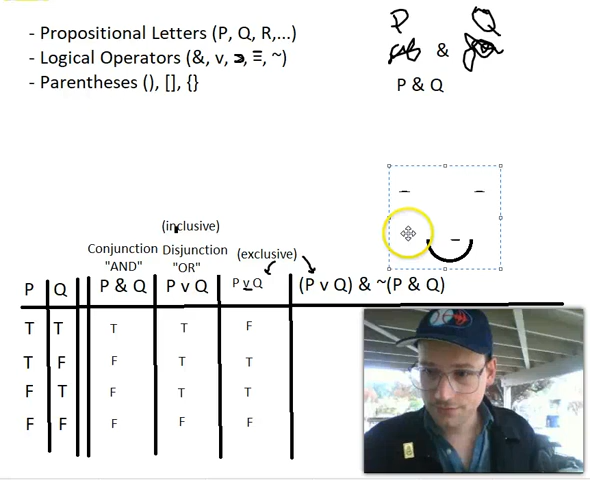 - Propositional Letters (P, Q, R,...)
- Logical Operators (&, v, ⊃, ≡, ~)
- Parentheses (), [], {}
P Q
&
P & Q
(inclusive)
Conjunction Disjunction (exclusive)
"AND" "OR"
P Q P & Q P v Q P v̲ Q (P v Q) & ~(P & Q)
T T T T F
T F F T T
F T F T T
F F F F F